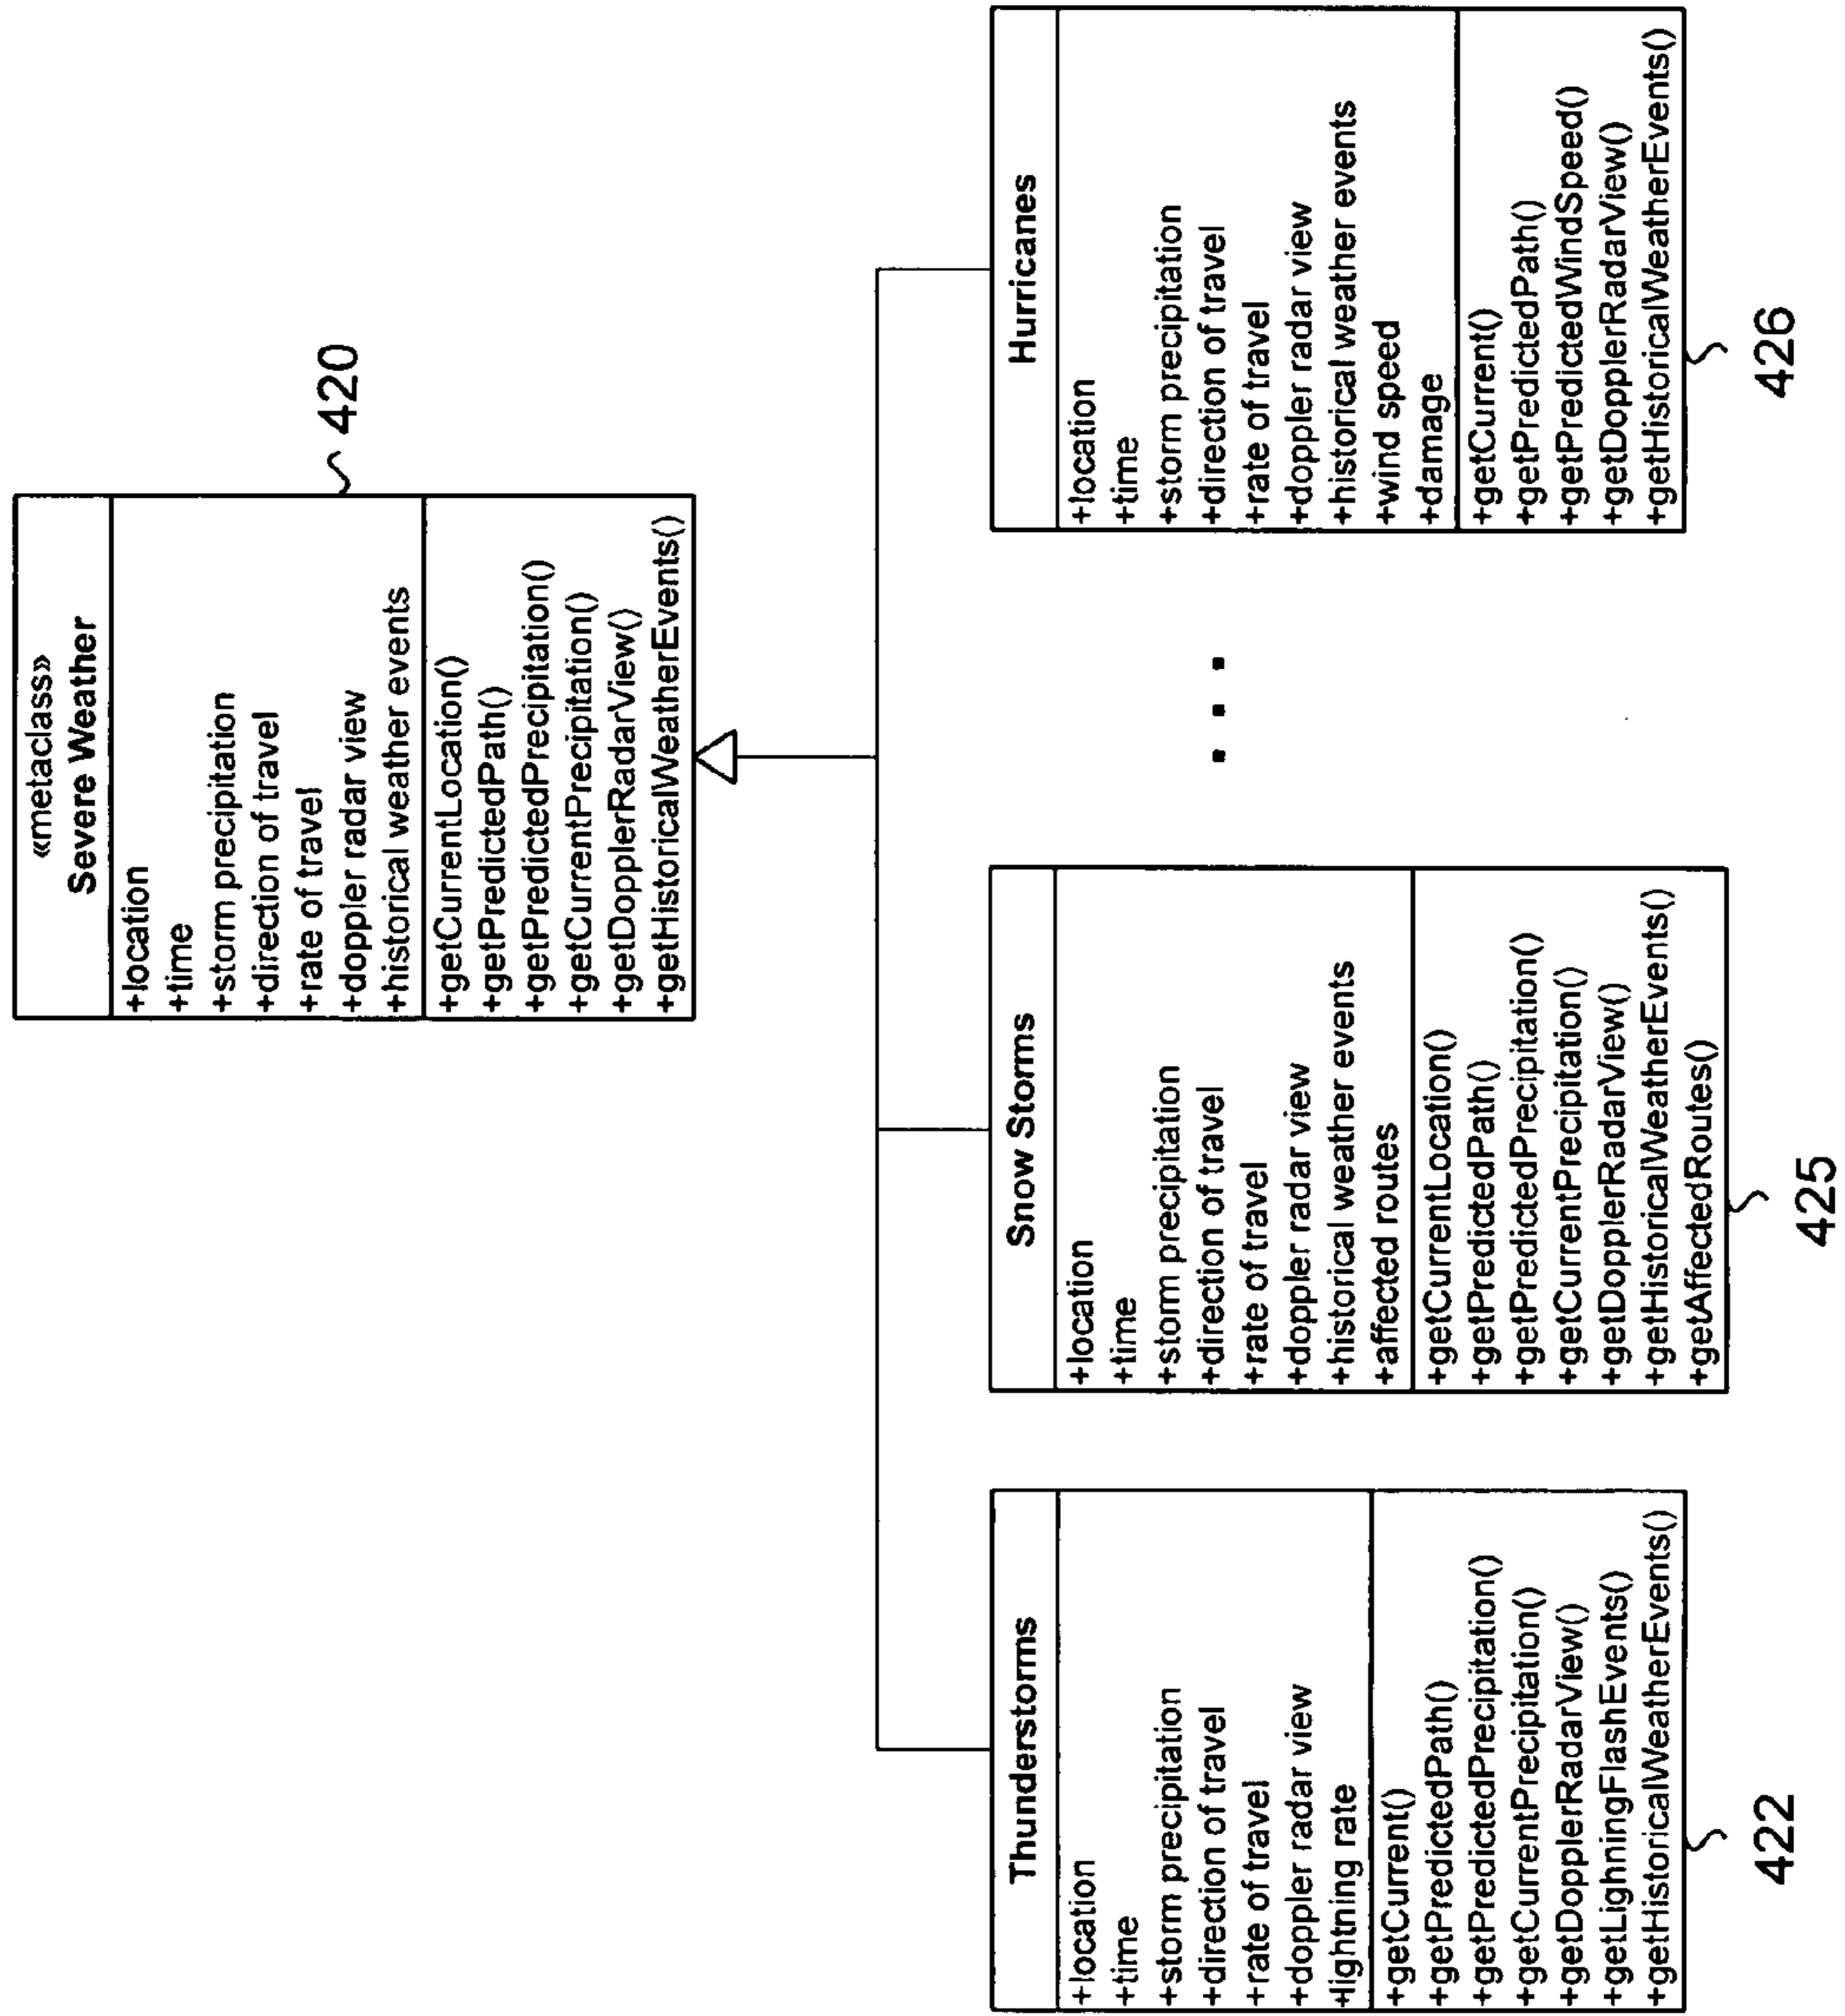 «metaclass»
Severe Weather
+location
+time
+storm precipitation
+direction of travel
+rate of travel
+doppler radar view
+historical weather events
+getCurrentLocation()
+getPredictedPath()
+getPredictedPrecipitation()
+getCurrentPrecipitation()
+getDopplerRadarView()
+getHistoricalWeatherEvents()
420
Thunderstorms
+location
+time
+storm precipitation
+direction of travel
+rate of travel
+doppler radar view
+lightning rate
+getCurrent()
+getPredictedPath()
+getPredictedPrecipitation()
+getCurrentPrecipitation()
+getDopplerRadarView()
+getLighningFlashEvents()
+getHistoricalWeatherEvents()
422
Snow Storms
+location
+time
+storm precipitation
+direction of travel
+rate of travel
+doppler radar view
+historical weather events
+affected routes
+getCurrentLocation()
+getPredictedPath()
+getPredictedPrecipitation()
+getCurrentPrecipitation()
+getDopplerRadarView()
+getHistoricalWeatherEvents()
+getAffectedRoutes()
425
. . .
Hurricanes
+location
+time
+storm precipitation
+direction of travel
+rate of travel
+doppler radar view
+historical weather events
+wind speed
+damage
+getCurrent()
+getPredictedPath()
+getPredictedWindSpeed()
+getDopplerRadarView()
+getHistoricalWeatherEvents()
426